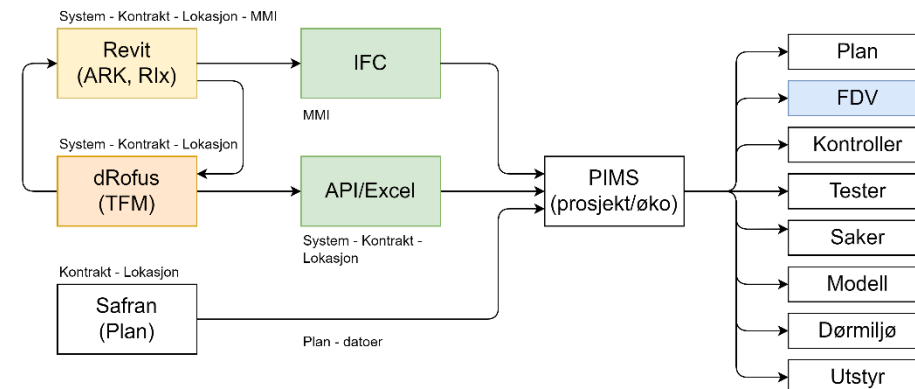 System - Kontrakt - Lokasjon - MMI
Revit
(ARK, RIx)
IFC
MMI
System - Kontrakt - Lokasjon
dRofus
(TFM)
API/Excel
System - Kontrakt -
Lokasjon
Kontrakt - Lokasjon
Safran
(Plan)
Plan - datoer
PIMS
(prosjekt/øko)
Plan
FDV
Kontroller
Tester
Saker
Modell
Dørmiljø
Utstyr